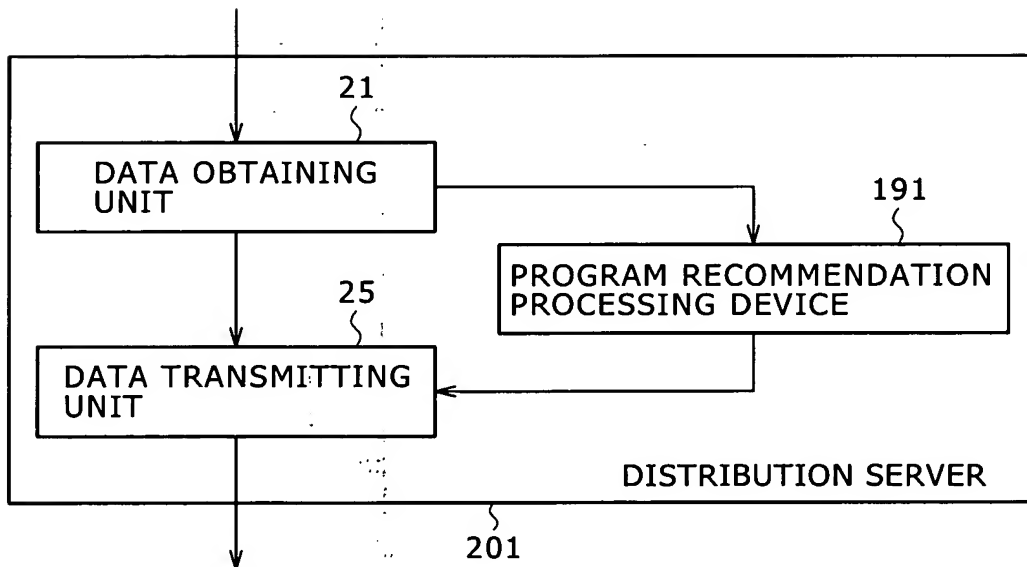 21
DATA OBTAINING
UNIT
191
PROGRAM RECOMMENDATION
PROCESSING DEVICE
25
DATA TRANSMITTING
UNIT
DISTRIBUTION SERVER
201